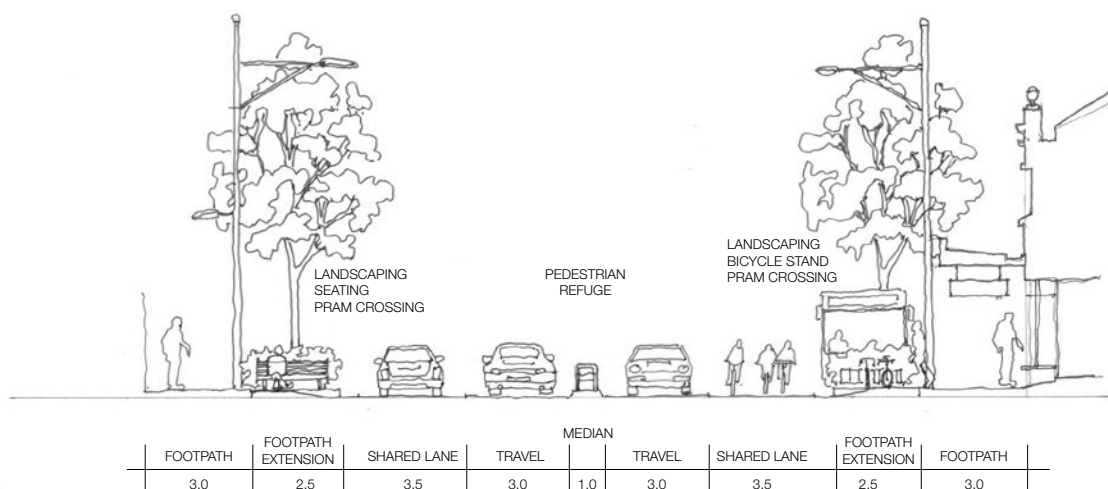 LANDSCAPING
SEATING
PRAM CROSSING
PEDESTRIAN
REFUGE
LANDSCAPING
BICYCLE STAND
PRAM CROSSING
FOOTPATH
FOOTPATH
EXTENSION
SHARED LANE
TRAVEL
MEDIAN
TRAVEL
SHARED LANE
FOOTPATH
EXTENSION
FOOTPATH
3.0 2.5 3.5 3.0 1.0 3.0 3.5 2.5 3.0